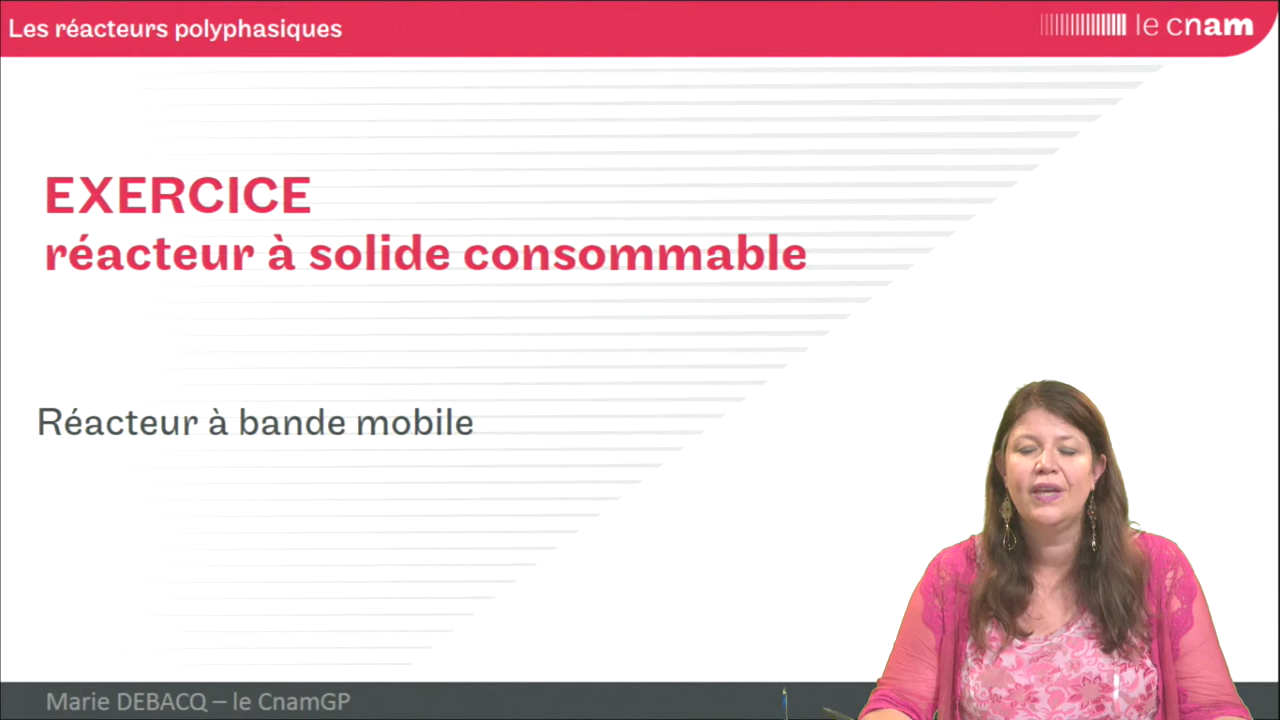 Les réacteurs polyphasiques
le cnam
EXERCICE
réacteur à solide consommable
Réacteur à bande mobile
Marie DEBACQ – le CnamGP